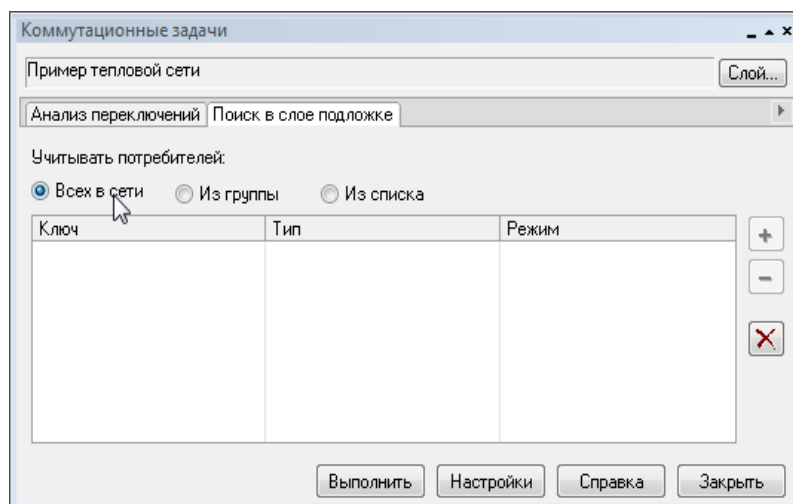 Коммутационные задачи
Пример тепловой сети
Слой...
Анализ переключений Поиск в слое подложке
Учитывать потребителей:
Всех в сети Из группы Из списка
Ключ Тип Режим
Выполнить Настройки Справка Закрыть